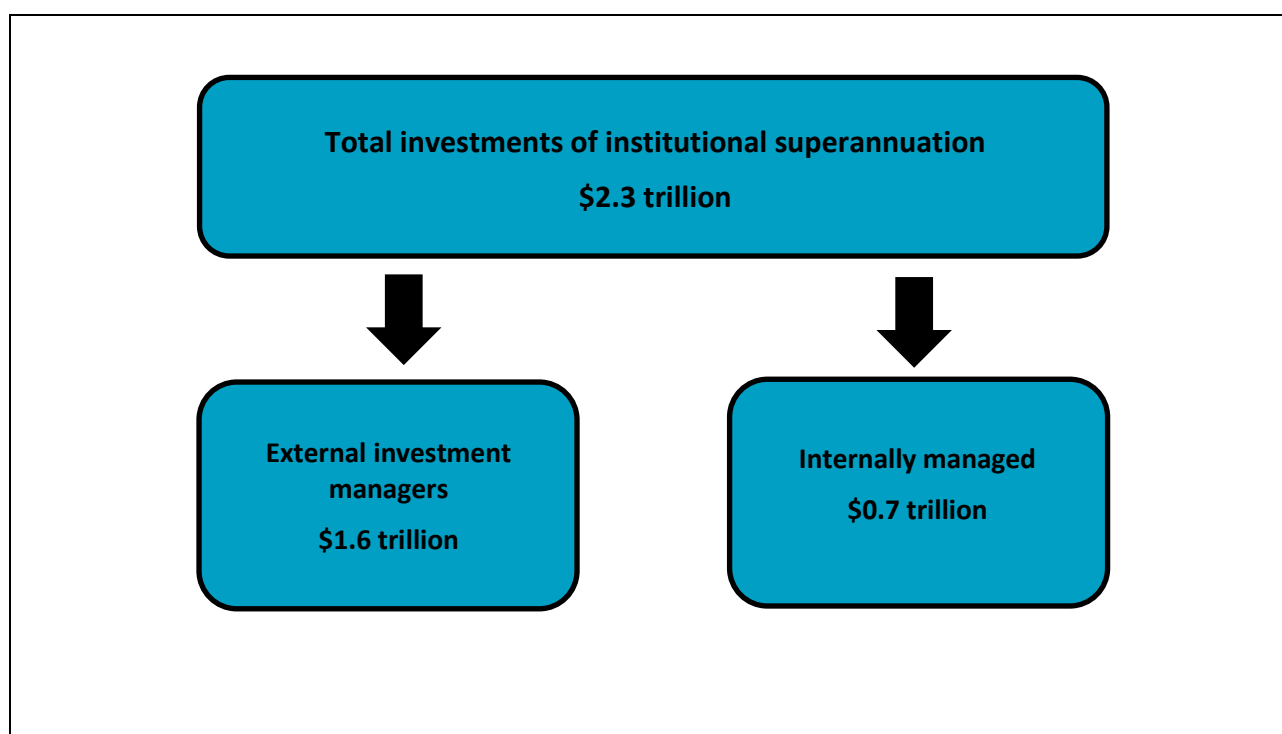 Total investments of institutional superannuation
$2.3 trillion
External investment
managers
$1.6 trillion
Internally managed
$0.7 trillion